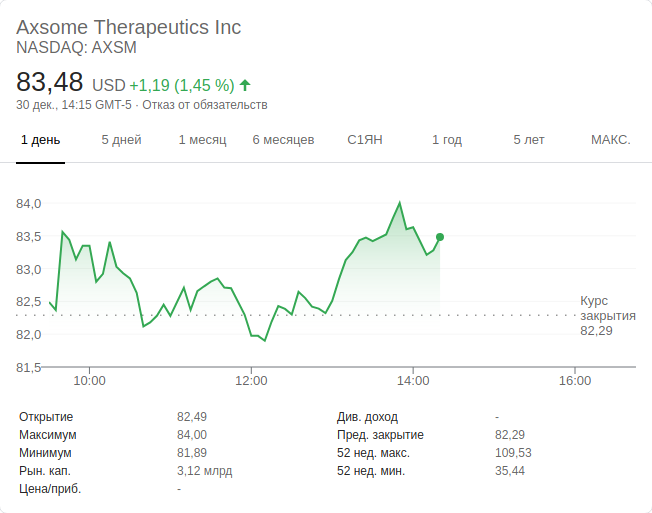 Axsome Therapeutics Inc
NASDAQ: AXSM
83,48 USD +1,19 (1,45 %)
30 дек., 14:15 GMT-5 · Отказ от обязательств
1 день 5 дней 1 месяц 6 месяцев С1ЯН 1 год 5 лет МАКС.
84,0
83,5
83,0
82,5
82,0
81,5
Курс
закрытия
82,29
10:00 12:00 14:00 16:00
Открытие 82,49 Див. доход -
Максимум 84,00 Пред. закрытие 82,29
Минимум 81,89 52 нед. макс. 109,53
Рын. кап. 3,12 млрд 52 нед. мин. 35,44
Цена/приб. -